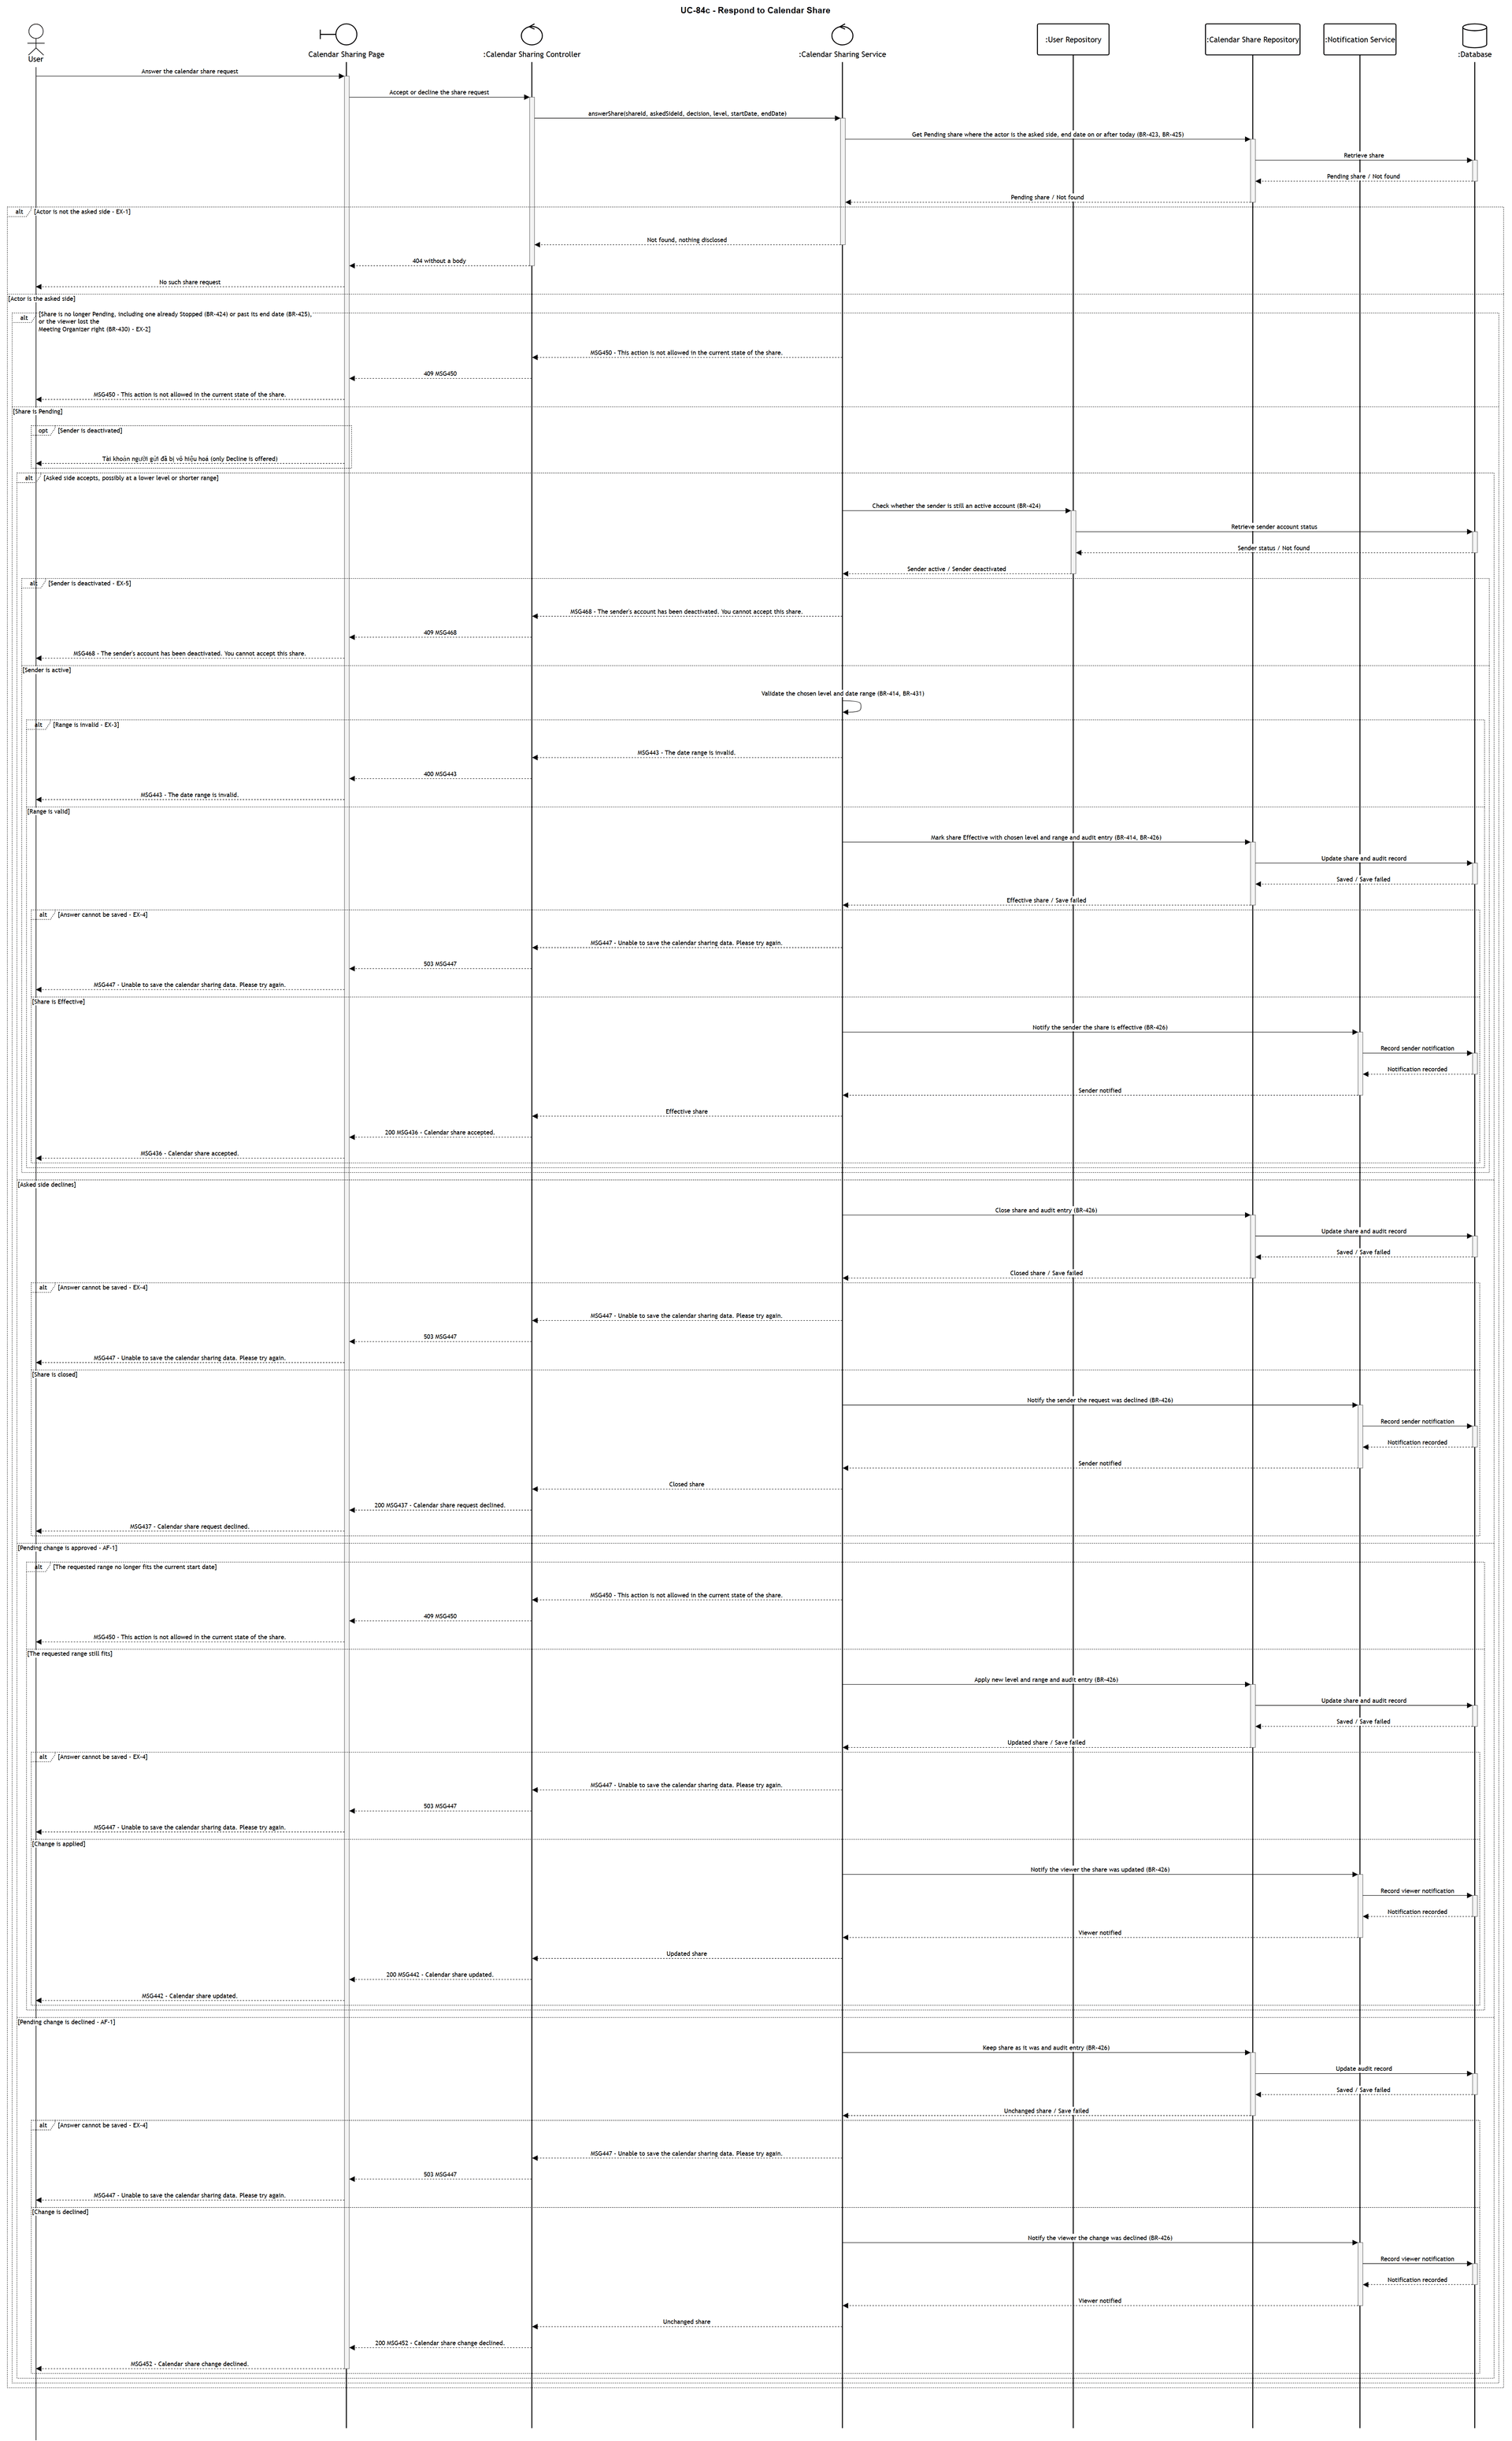 UC-84c - Respond to Calendar Share
User
Calendar Sharing Page
:Calendar Sharing Controller
:Calendar Sharing Service
:User Repository
:Calendar Share Repository
:Notification Service
:Database
Answer the calendar share request
Accept or decline the share request
answerShare(shareId, askedSideId, decision, level, startDate, endDate)
Get Pending share where the actor is the asked side, end date on or after today (BR-423, BR-425)
Retrieve share
Pending share / Not found
Pending share / Not found
alt [Actor is not the asked side - EX-1]
Not found, nothing disclosed
404 without a body
No such share request
[Actor is the asked side]
alt [Share is no longer Pending, including one already Stopped (BR-424) or past its end date (BR-425),
or the viewer lost the
Meeting Organizer right (BR-430) - EX-2]
MSG450 - This action is not allowed in the current state of the share.
409 MSG450
MSG450 - This action is not allowed in the current state of the share.
[Share is Pending]
opt [Sender is deactivated]
Tài khoản người gửi đã bị vô hiệu hoá (only Decline is offered)
alt [Asked side accepts, possibly at a lower level or shorter range]
Check whether the sender is still an active account (BR-424)
Retrieve sender account status
Sender status / Not found
Sender active / Sender deactivated
alt [Sender is deactivated - EX-5]
MSG468 - The sender's account has been deactivated. You cannot accept this share.
409 MSG468
MSG468 - The sender's account has been deactivated. You cannot accept this share.
[Sender is active]
Validate the chosen level and date range (BR-414, BR-431)
alt [Range is invalid - EX-3]
MSG443 - The date range is invalid.
400 MSG443
MSG443 - The date range is invalid.
[Range is valid]
Mark share Effective with chosen level and range and audit entry (BR-414, BR-426)
Update share and audit record
Saved / Save failed
Effective share / Save failed
alt [Answer cannot be saved - EX-4]
MSG447 - Unable to save the calendar sharing data. Please try again.
503 MSG447
MSG447 - Unable to save the calendar sharing data. Please try again.
[Share is Effective]
Notify the sender the share is effective (BR-426)
Record sender notification
Notification recorded
Sender notified
Effective share
200 MSG436 - Calendar share accepted.
MSG436 - Calendar share accepted.
[Asked side declines]
Close share and audit entry (BR-426)
Update share and audit record
Saved / Save failed
Closed share / Save failed
alt [Answer cannot be saved - EX-4]
MSG447 - Unable to save the calendar sharing data. Please try again.
503 MSG447
MSG447 - Unable to save the calendar sharing data. Please try again.
[Share is closed]
Notify the sender the request was declined (BR-426)
Record sender notification
Notification recorded
Sender notified
Closed share
200 MSG437 - Calendar share request declined.
MSG437 - Calendar share request declined.
[Pending change is approved - AF-1]
alt [The requested range no longer fits the current start date]
MSG450 - This action is not allowed in the current state of the share.
409 MSG450
MSG450 - This action is not allowed in the current state of the share.
[The requested range still fits]
Apply new level and range and audit entry (BR-426)
Update share and audit record
Saved / Save failed
Updated share / Save failed
alt [Answer cannot be saved - EX-4]
MSG447 - Unable to save the calendar sharing data. Please try again.
503 MSG447
MSG447 - Unable to save the calendar sharing data. Please try again.
[Change is applied]
Notify the viewer the share was updated (BR-426)
Record viewer notification
Notification recorded
Viewer notified
Updated share
200 MSG442 - Calendar share updated.
MSG442 - Calendar share updated.
[Pending change is declined - AF-1]
Keep share as it was and audit entry (BR-426)
Update audit record
Saved / Save failed
Unchanged share / Save failed
alt [Answer cannot be saved - EX-4]
MSG447 - Unable to save the calendar sharing data. Please try again.
503 MSG447
MSG447 - Unable to save the calendar sharing data. Please try again.
[Change is declined]
Notify the viewer the change was declined (BR-426)
Record viewer notification
Notification recorded
Viewer notified
Unchanged share
200 MSG452 - Calendar share change declined.
MSG452 - Calendar share change declined.